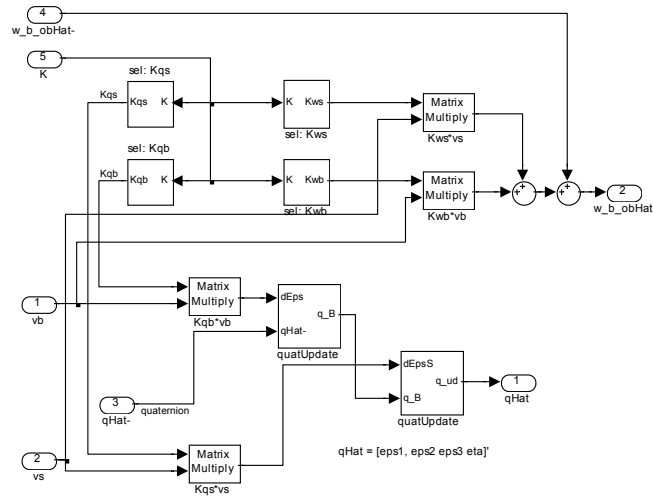 4
w_b_obHat-
5
K
sel: Kqs
Kqs
Kqs K
K Kws
sel: Kws
Matrix
Multiply
Kws*vs
sel: Kqb
Kqb
Kqb K
K Kwb
sel: Kwb
Matrix
Multiply
Kwb*vb
+
+
+
+
2
w_b_obHat
1
vb
Matrix
Multiply
Kqb*vb
dEps
qHat-
q_B
quatUpdate
3
qHat-
quaternion
dEpsS
q_B
q_ud
quatUpdate
1
qHat
2
vs
Matrix
Multiply
Kqs*vs
qHat = [eps1, eps2 eps3 eta]'